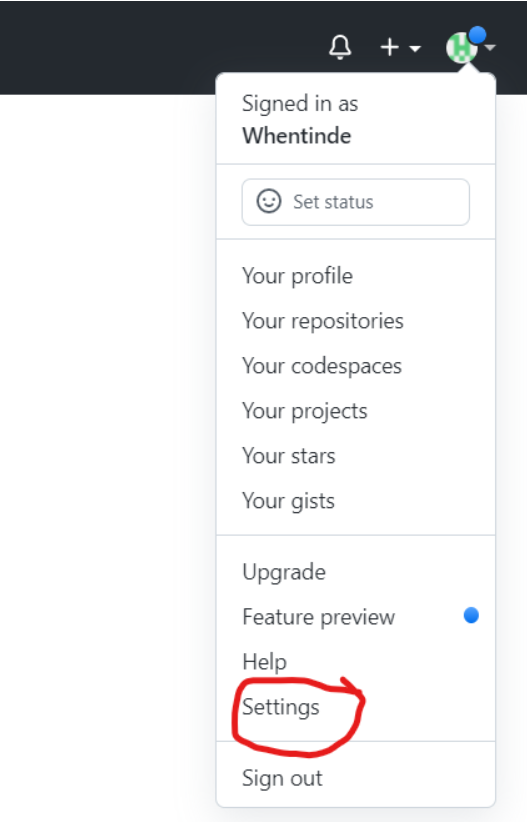 Signed in as
Whentinde
Set status
Your profile
Your repositories
Your codespaces
Your projects
Your stars
Your gists
Upgrade
Feature preview
Help
Settings
Sign out